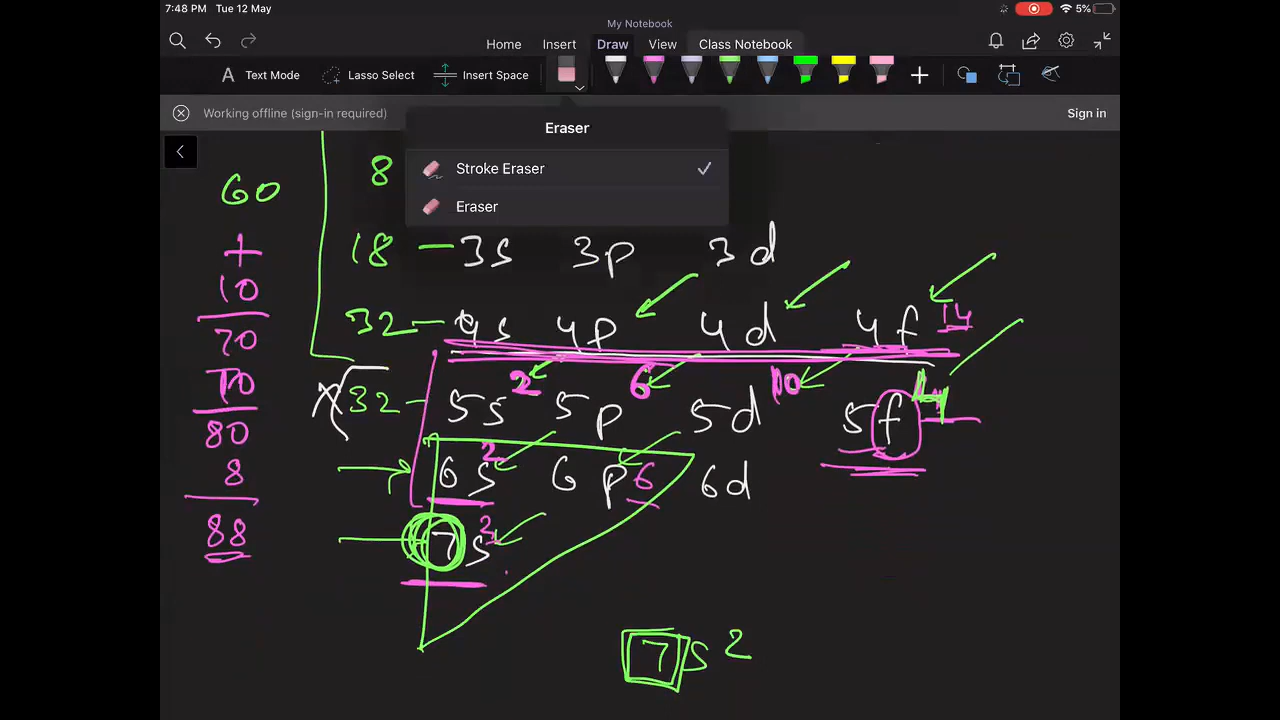 7:48 PM Tue 12 May
5%
My Notebook
Home Insert Draw View Class Notebook
A Text Mode Lasso Select Insert Space
Working offline (sign-in required) Sign in
Eraser
Stroke Eraser
Eraser
60
+
10
70
10
80
8
88
8
18 - 3s 3p 3d
32 - 4s 4p 4d 4f 14
2 6 10
32 - 5s 5p 5d 5f
6s 2 6p 6 6d
7s 2
7s 2